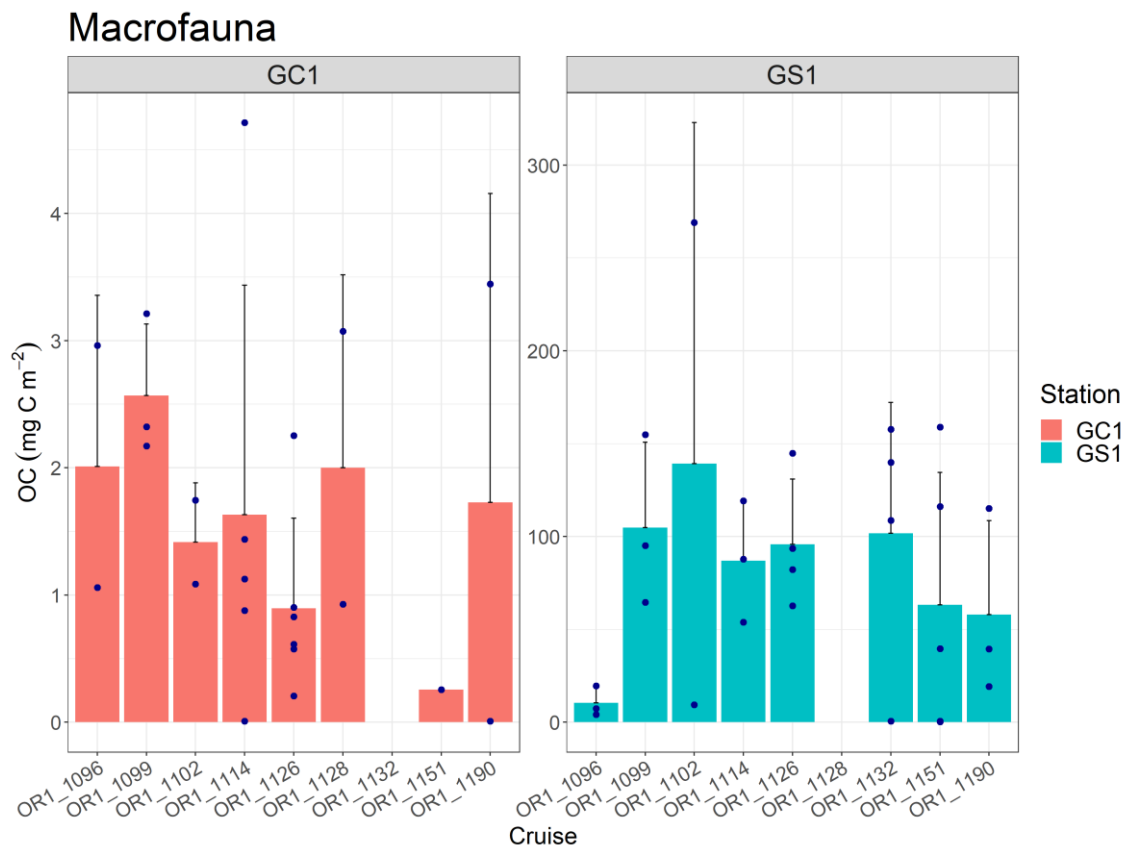 Macrofauna
GC1
GS1
OC (mg C m⁻²)
4
3
2
1
0
300
200
100
0
OR1_1096
OR1_1099
OR1_1102
OR1_1114
OR1_1126
OR1_1128
OR1_1132
OR1_1151
OR1_1190
OR1_1096
OR1_1099
OR1_1102
OR1_1114
OR1_1126
OR1_1128
OR1_1132
OR1_1151
OR1_1190
Cruise
Station
GC1
GS1